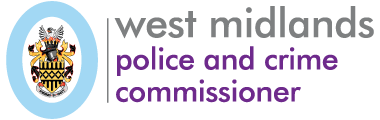 west midlands
police and crime
commissioner